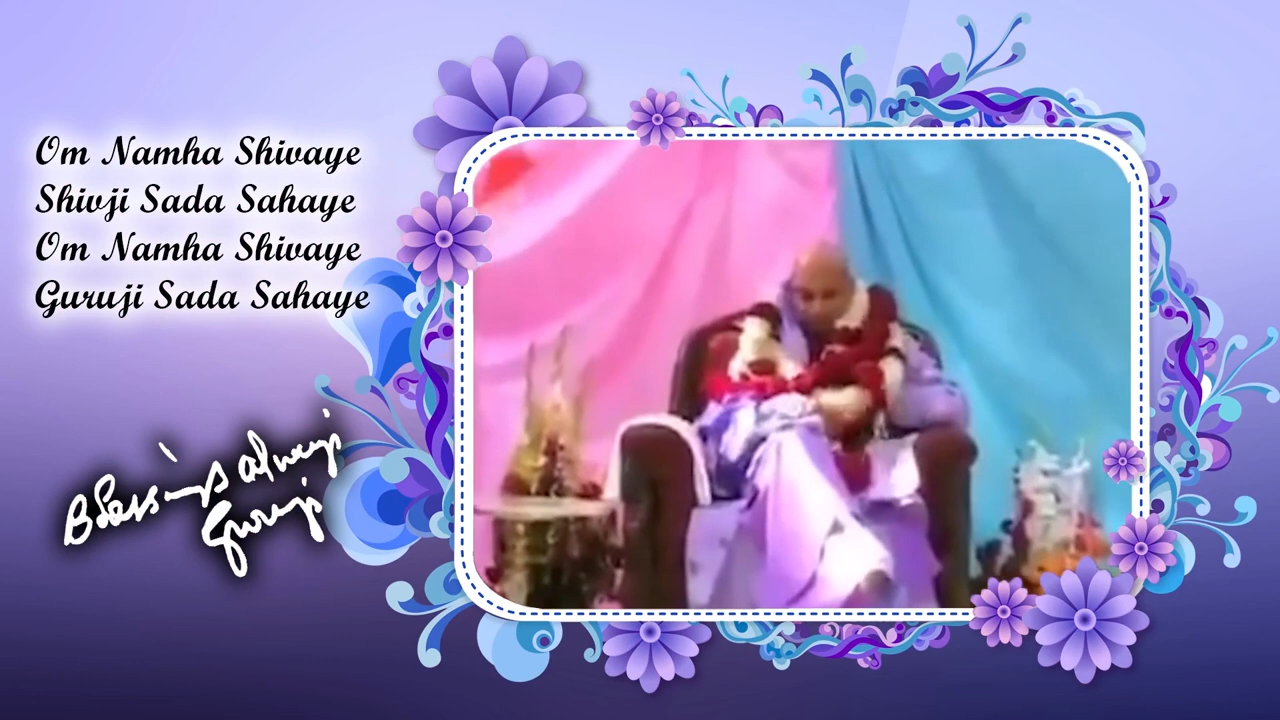 Om Namha Shivaye
Shivji Sada Sahaye
Om Namha Shivaye
Guruji Sada Sahaye
Blessings always
Guruji